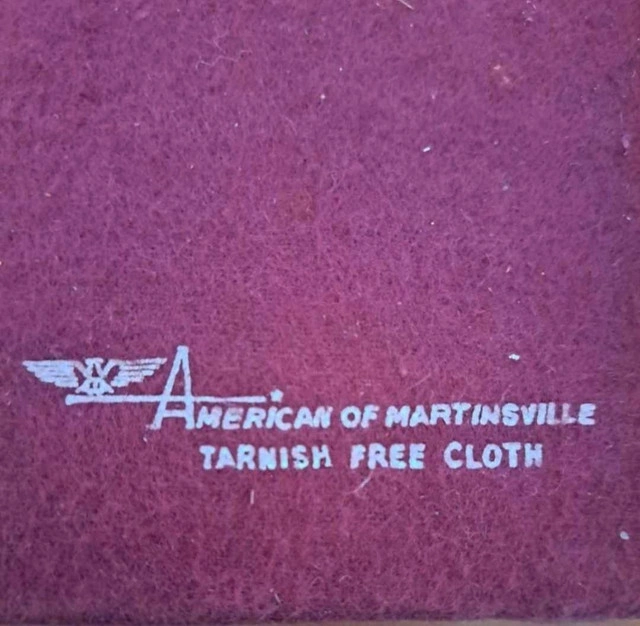 AMERICAN OF MARTINSVILLE
TARNISH FREE CLOTH